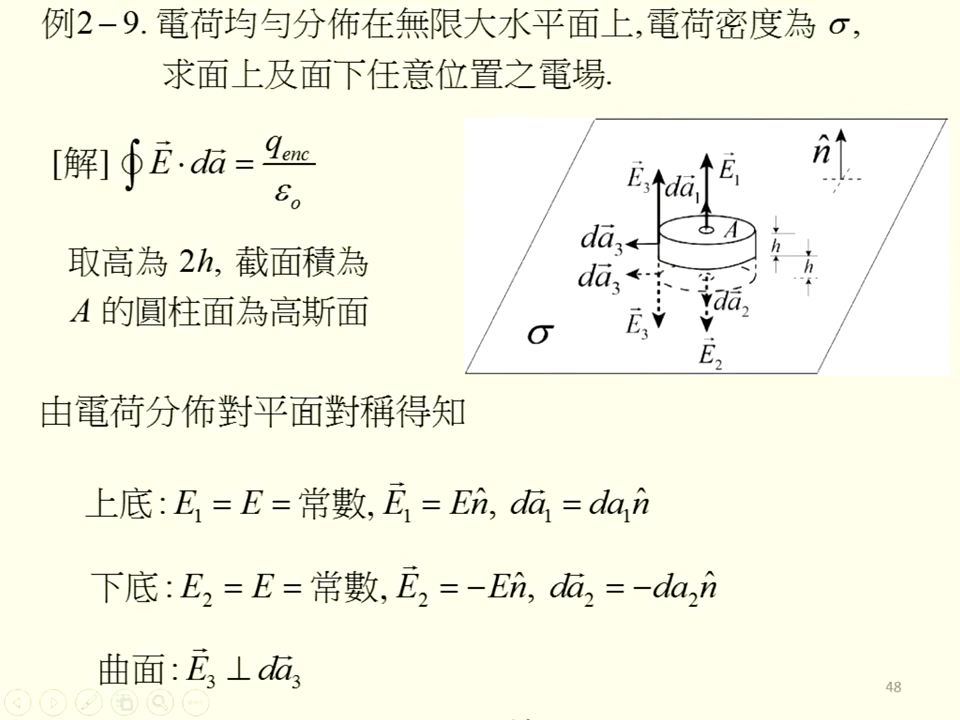 例2－9. 電荷均勻分佈在無限大水平面上,電荷密度為 σ,
求面上及面下任意位置之電場.
[解] ∮E⃗ · da⃗ = q_enc / ε_o
取高為 2h, 截面積為
A 的圓柱面為高斯面
n̂
E⃗₃ da⃗₁ E⃗₁
A
da⃗₃ h
da⃗₃ h
da⃗₂
E⃗₃
σ
E⃗₂
由電荷分佈對平面對稱得知
上底 : E₁ = E = 常數, E⃗₁ = En̂, da⃗₁ = da₁n̂
下底 : E₂ = E = 常數, E⃗₂ = −En̂, da⃗₂ = −da₂n̂
曲面 : E⃗₃ ⊥ da⃗₃
48